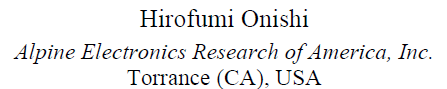 Hirofumi Onishi
Alpine Electronics Research of America, Inc.
Torrance (CA), USA